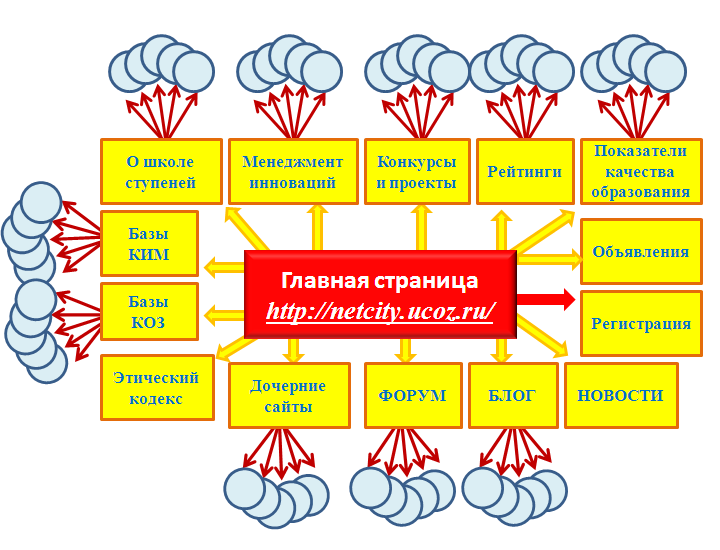 О школе
ступеней
Менеджмент
инноваций
Конкурсы
и проекты
Рейтинги
Показатели
качества
образования
Базы
КИМ
Объявления
Главная страница
http://netcity.ucoz.ru/
Базы
КОЗ
Регистрация
Этический
кодекс
Дочерние
сайты
ФОРУМ
БЛОГ
НОВОСТИ